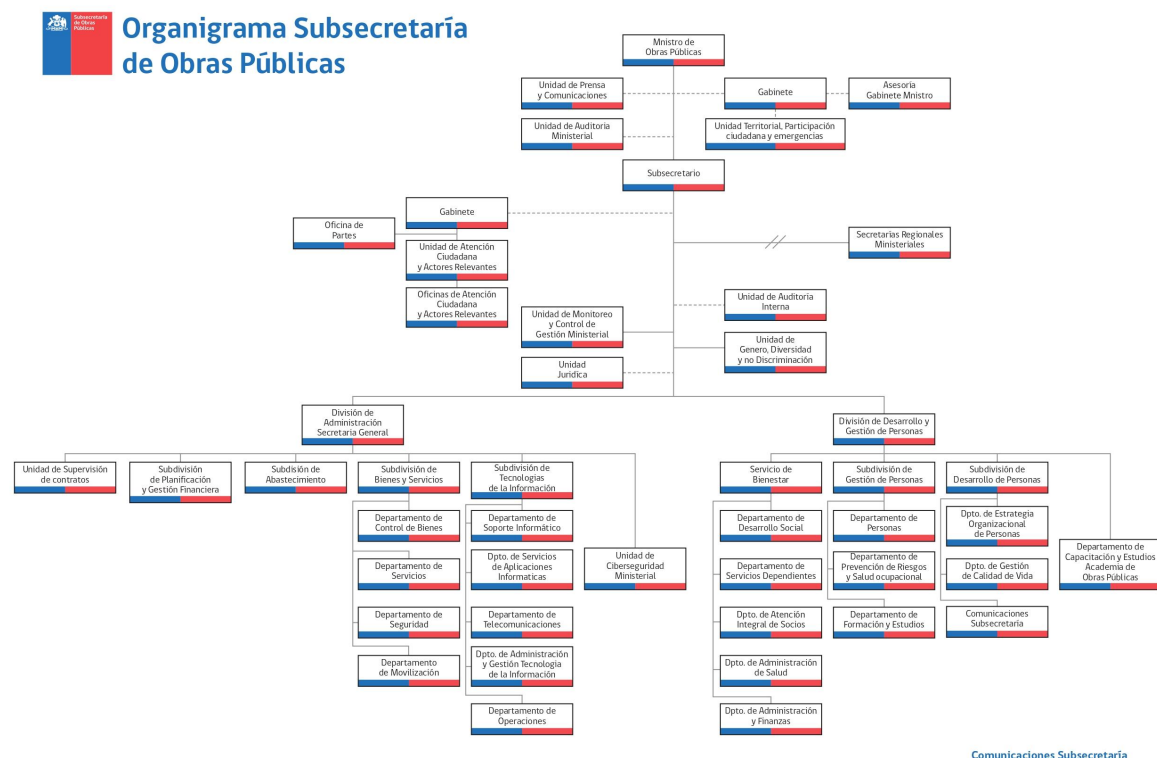 Subsecretaría
de Obras
Públicas
Organigrama Subsecretaría
de Obras Públicas
Mnistro de
Obras Públicas
Unidad de Prensa
y Comunicaciones
Gabinete
Asesoría
Gabinete Mnistro
Unidad de Auditoria
Ministerial
Unidad Territorial, Participación
ciudadana y emergencias
Subsecretario
Gabinete
Oficina de
Partes
Unidad de Atención
Ciudadana
y Actores Relevantes
Secretarías Regionales
Ministeriales
Oficinas de Atención
Ciudadana
y Actores Relevantes
Unidad de Auditoría
Interna
Unidad de Monitoreo
y Control de
Gestión Ministerial
Unidad de
Genero, Diversidad
y no Discriminación
Unidad
Juridica
División de
Administración
Secretaria General
División de Desarrollo y
Gestión de Personas
Unidad de Supervisión
de contratos
Subdivisión
de Planificación
y Gestión Financiera
Subdisión de
Abastecimiento
Subdivisión de
Bienes y Servicios
Subdivisión de
Tecnologias
de la Información
Servicio de
Bienestar
Subdivisión de
Gestión de Personas
Subdivisión de
Desarrollo de Personas
Departamento de
Control de Bienes
Departamento de
Soporte Informático
Departamento de
Desarrollo Social
Departamento de
Personas
Dpto. de Estrategia
Organizacional
de Personas
Departamento de
Servicios
Dpto. de Servicios
de Aplicaciones
Informaticas
Unidad de
Ciberseguridad
Ministerial
Departamento de
Servicios Dependientes
Departamento de
Prevención de Riesgos
y Salud ocupacional
Dpto. de Gestión
de Calidad de Vida
Departamento de
Capacitación y Estudios
Academia de
Obras Públicas
Departamento de
Seguridad
Departamento de
Telecomunicaciones
Dpto. de Atención
Integral de Socios
Departamento de
Formación y Estudios
Comunicaciones
Subsecretaría
Departamento
de Movilización
Dpto. de Administración
y Gestión Tecnologia
de la Información
Dpto. de Administración
de Salud
Departamento de
Operaciones
Dpto. de Administración
y Finanzas
Comunicaciones Subsecretaría